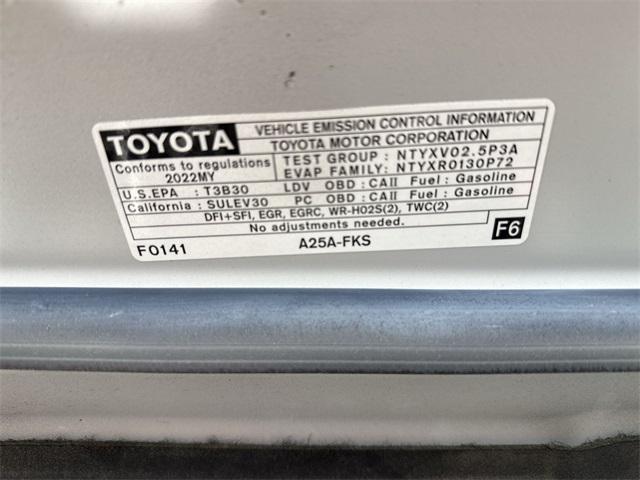 TOYOTA
VEHICLE EMISSION CONTROL INFORMATION
TOYOTA MOTOR CORPORATION
Conforms to regulations
2022MY
TEST GROUP : NTYXV02.5P3A
EVAP FAMILY: NTYXR0130P72
U.S.EPA : T3B30 LDV OBD : CAII Fuel : Gasoline
California : SULEV30 PC OBD : CAII Fuel : Gasoline
DFI+SFI, EGR, EGRC, WR-HO2S(2), TWC(2)
No adjustments needed.
F0141 A25A-FKS F6